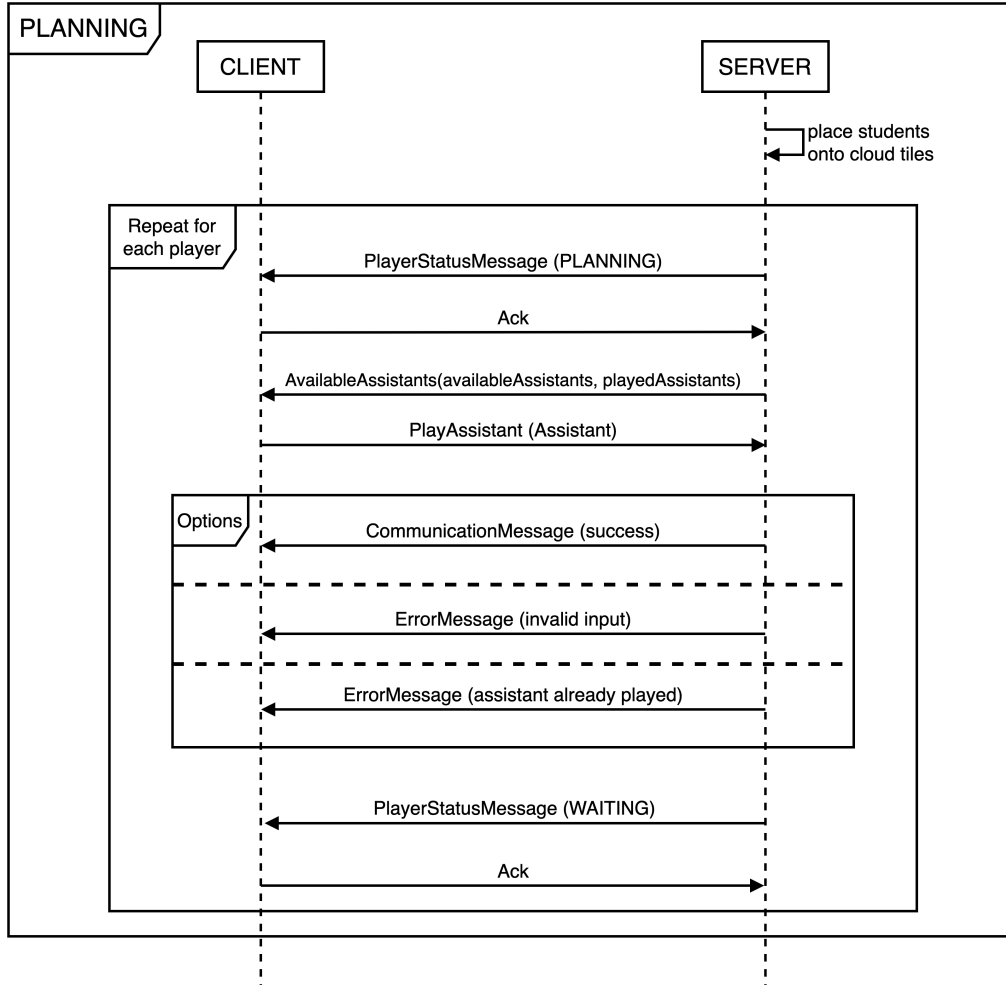 PLANNING
CLIENT
SERVER
place students
onto cloud tiles
Repeat for
each player
PlayerStatusMessage (PLANNING)
Ack
AvailableAssistants(availableAssistants, playedAssistants)
PlayAssistant (Assistant)
Options
CommunicationMessage (success)
ErrorMessage (invalid input)
ErrorMessage (assistant already played)
PlayerStatusMessage (WAITING)
Ack